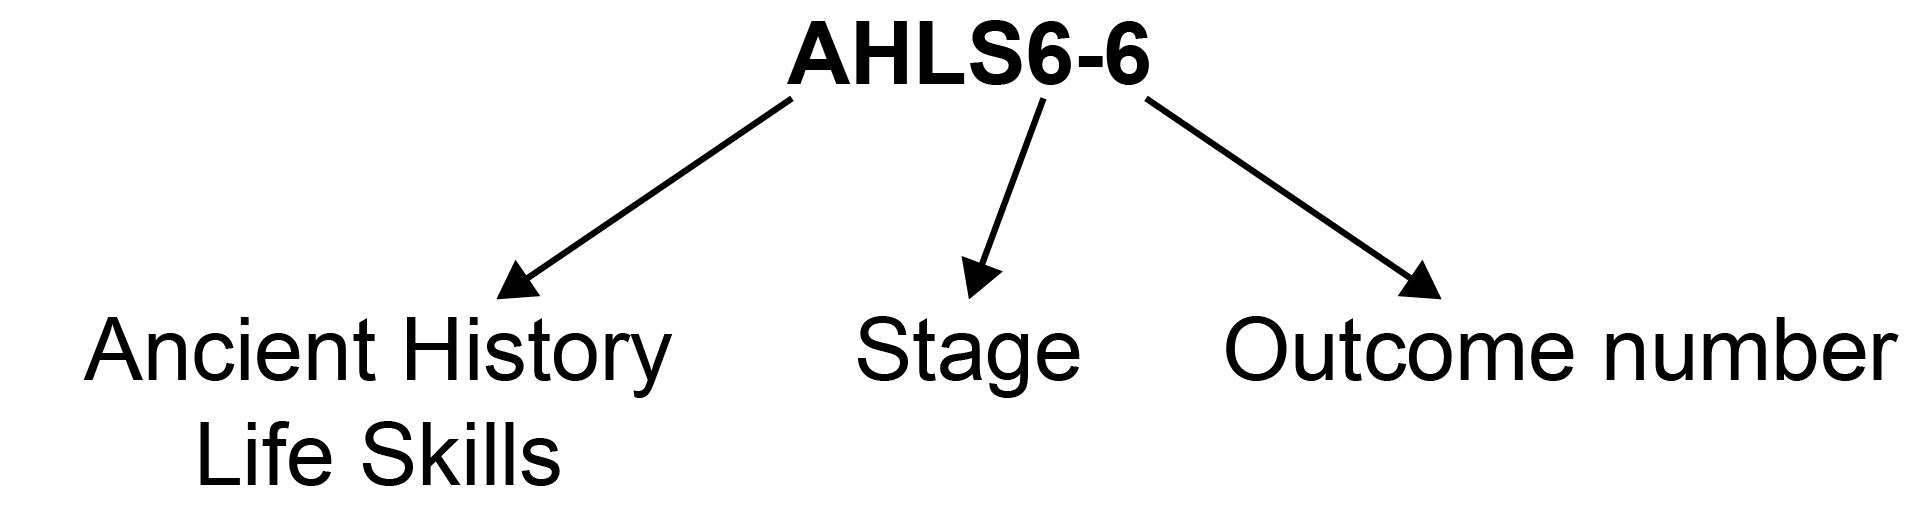 AHLS6-6
Ancient History
Life Skills
Stage
Outcome number